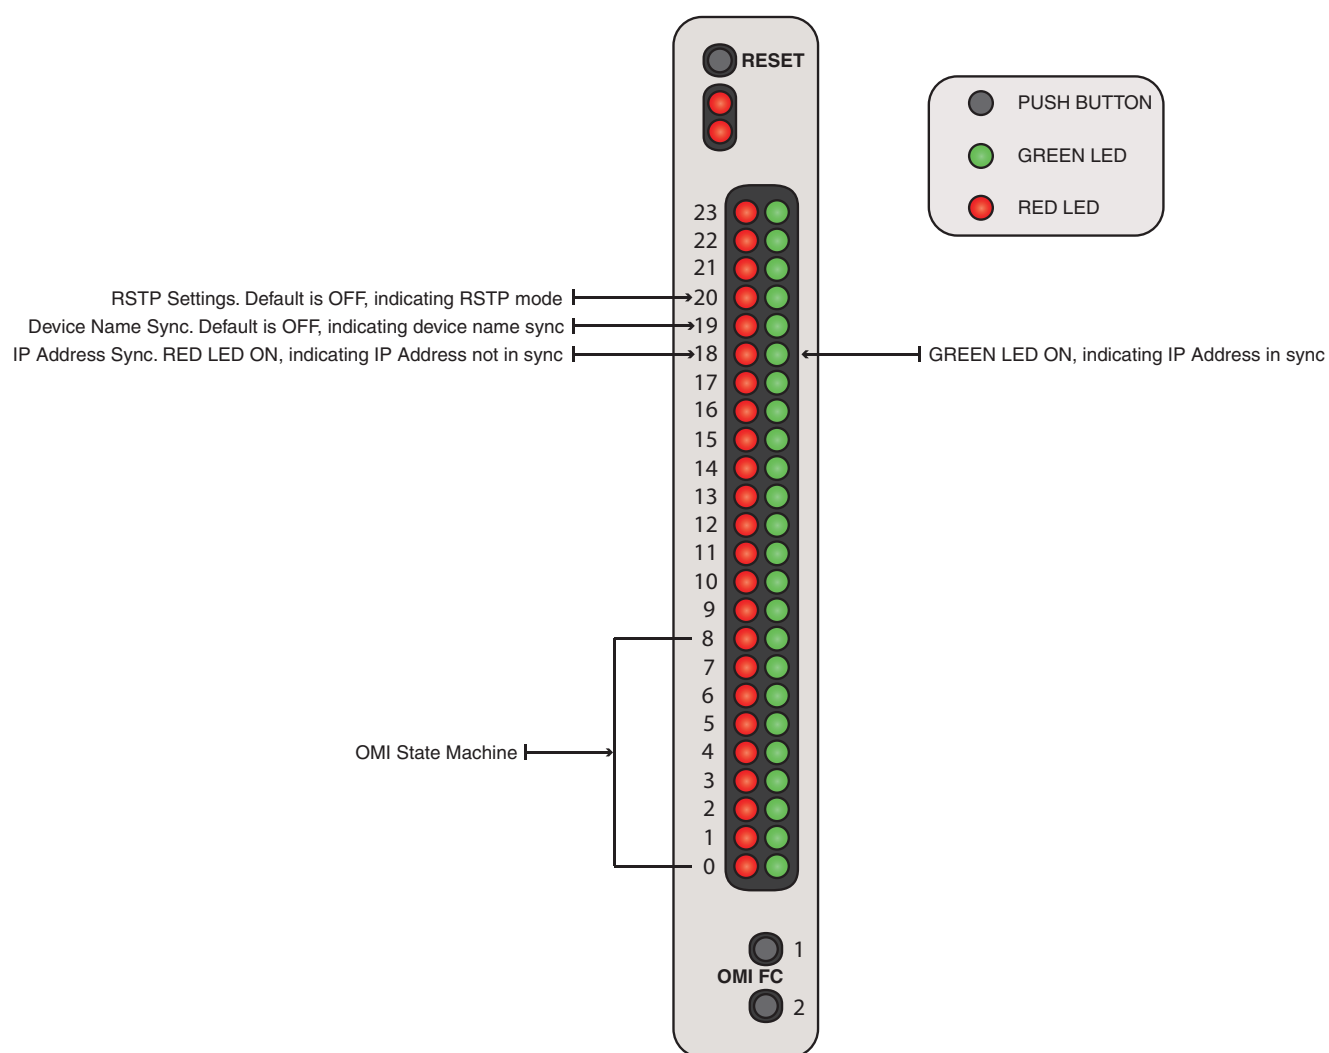 RESET
PUSH BUTTON
GREEN LED
RED LED
23
22
21
RSTP Settings. Default is OFF, indicating RSTP mode 20
Device Name Sync. Default is OFF, indicating device name sync 19
IP Address Sync. RED LED ON, indicating IP Address not in sync 18 GREEN LED ON, indicating IP Address in sync
17
16
15
14
13
12
11
10
9
8
7
6
5
OMI State Machine 4
3
2
1
0
1
OMI FC
2